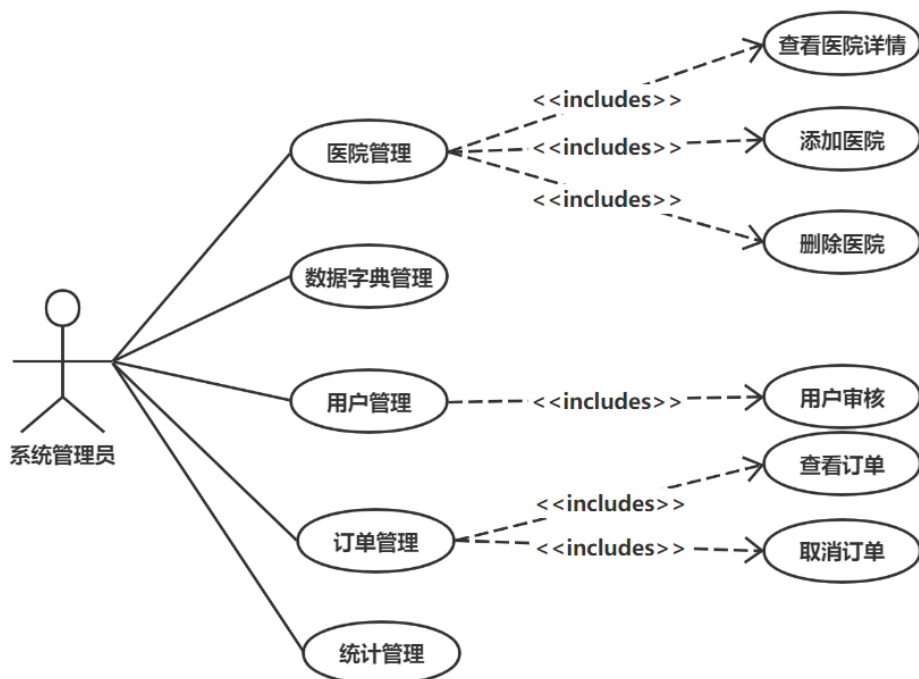 查看医院详情
<<includes>>
医院管理
<<includes>>
添加医院
<<includes>>
删除医院
数据字典管理
用户管理
<<includes>>
用户审核
系统管理员
查看订单
<<includes>>
订单管理
<<includes>>
取消订单
统计管理